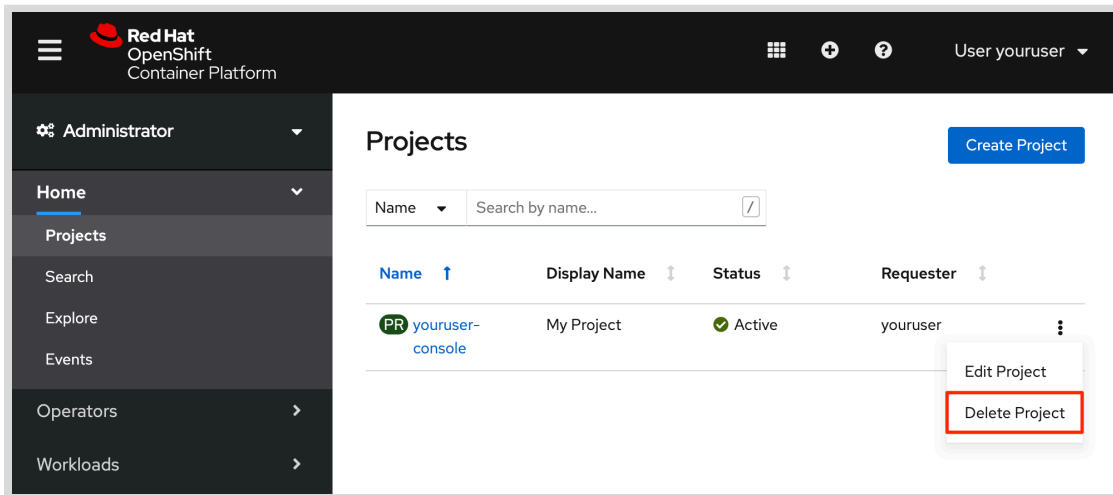 Red Hat
OpenShift
Container Platform
User youruser
Administrator
Home
Projects
Search
Explore
Events
Operators
Workloads
Projects
Create Project
Name
Search by name...
/
Name
Display Name
Status
Requester
PR youruser-
console
My Project
Active
youruser
Edit Project
Delete Project